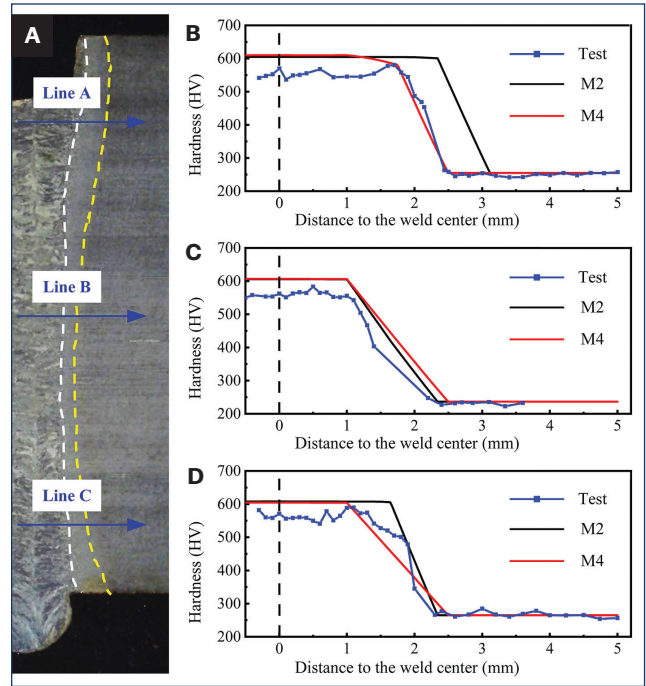 A
Line A
Line B
Line C
B
700
600
500
400
300
200
Hardness (HV)
0
1
2
3
4
5
Distance to the weld center (mm)
Test
M2
M4
C
700
600
500
400
300
200
Hardness (HV)
0
1
2
3
4
5
Distance to the weld center (mm)
Test
M2
M4
D
700
600
500
400
300
200
Hardness (HV)
0
1
2
3
4
5
Distance to the weld center (mm)
Test
M2
M4